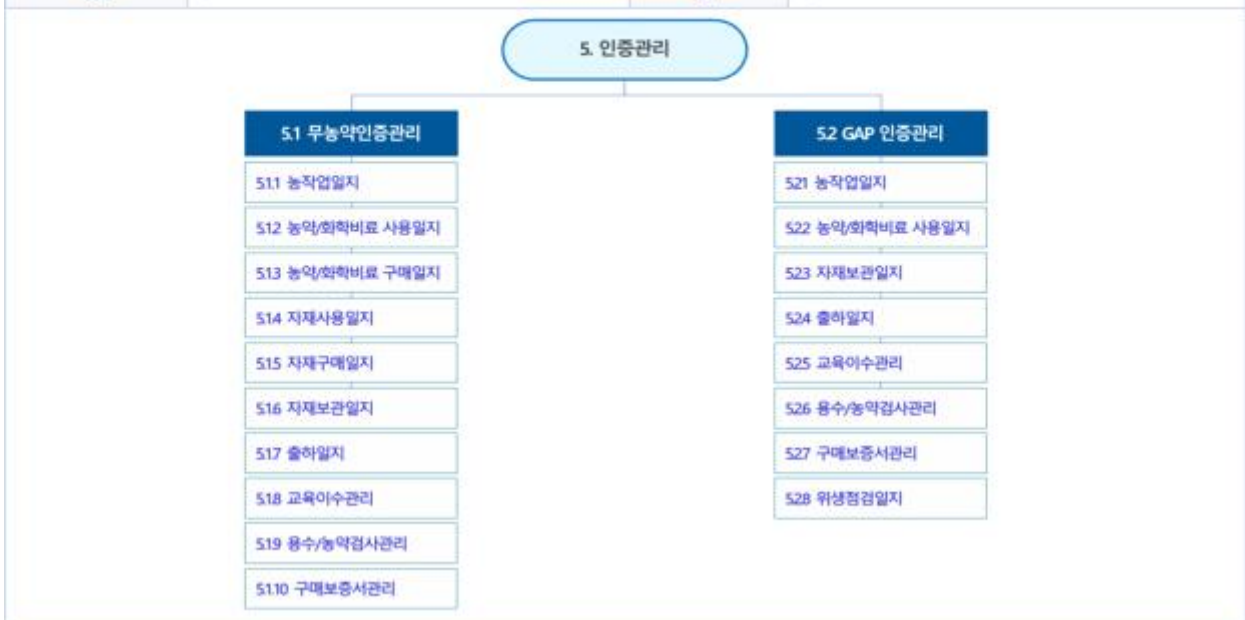 5. 인증관리
5.1 무농약인증관리
5.1.1 농작업일지
5.1.2 농약/화학비료 사용일지
5.1.3 농약/화학비료 구매일지
5.1.4 자재사용일지
5.1.5 자재구매일지
5.1.6 자재보관일지
5.1.7 출하일지
5.1.8 교육이수관리
5.1.9 용수/농약검사관리
5.1.10 구매보증서관리
5.2 GAP 인증관리
5.2.1 농작업일지
5.2.2 농약/화학비료 사용일지
5.2.3 자재보관일지
5.2.4 출하일지
5.2.5 교육이수관리
5.2.6 용수/농약검사관리
5.2.7 구매보증서관리
5.2.8 위생점검일지